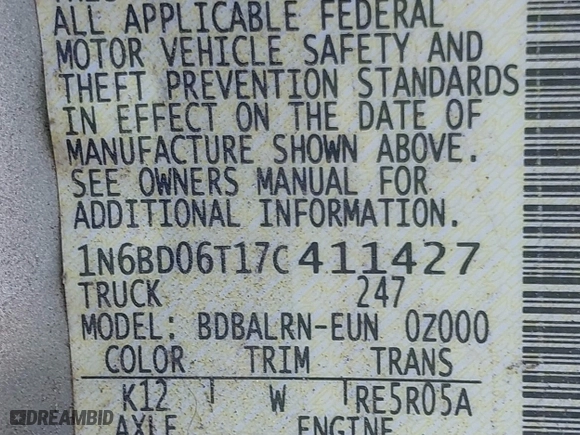 ALL APPLICABLE FEDERAL
MOTOR VEHICLE SAFETY AND
THEFT PREVENTION STANDARDS
IN EFFECT ON THE DATE OF
MANUFACTURE SHOWN ABOVE.
SEE OWNERS MANUAL FOR
ADDITIONAL INFORMATION.
1N6BD06T17C411427
TRUCK 247
MODEL: BDBALRN-EUN 0Z000
COLOR TRIM TRANS
K12 W RE5R05A
AXLE ENGINE
DREAMBID